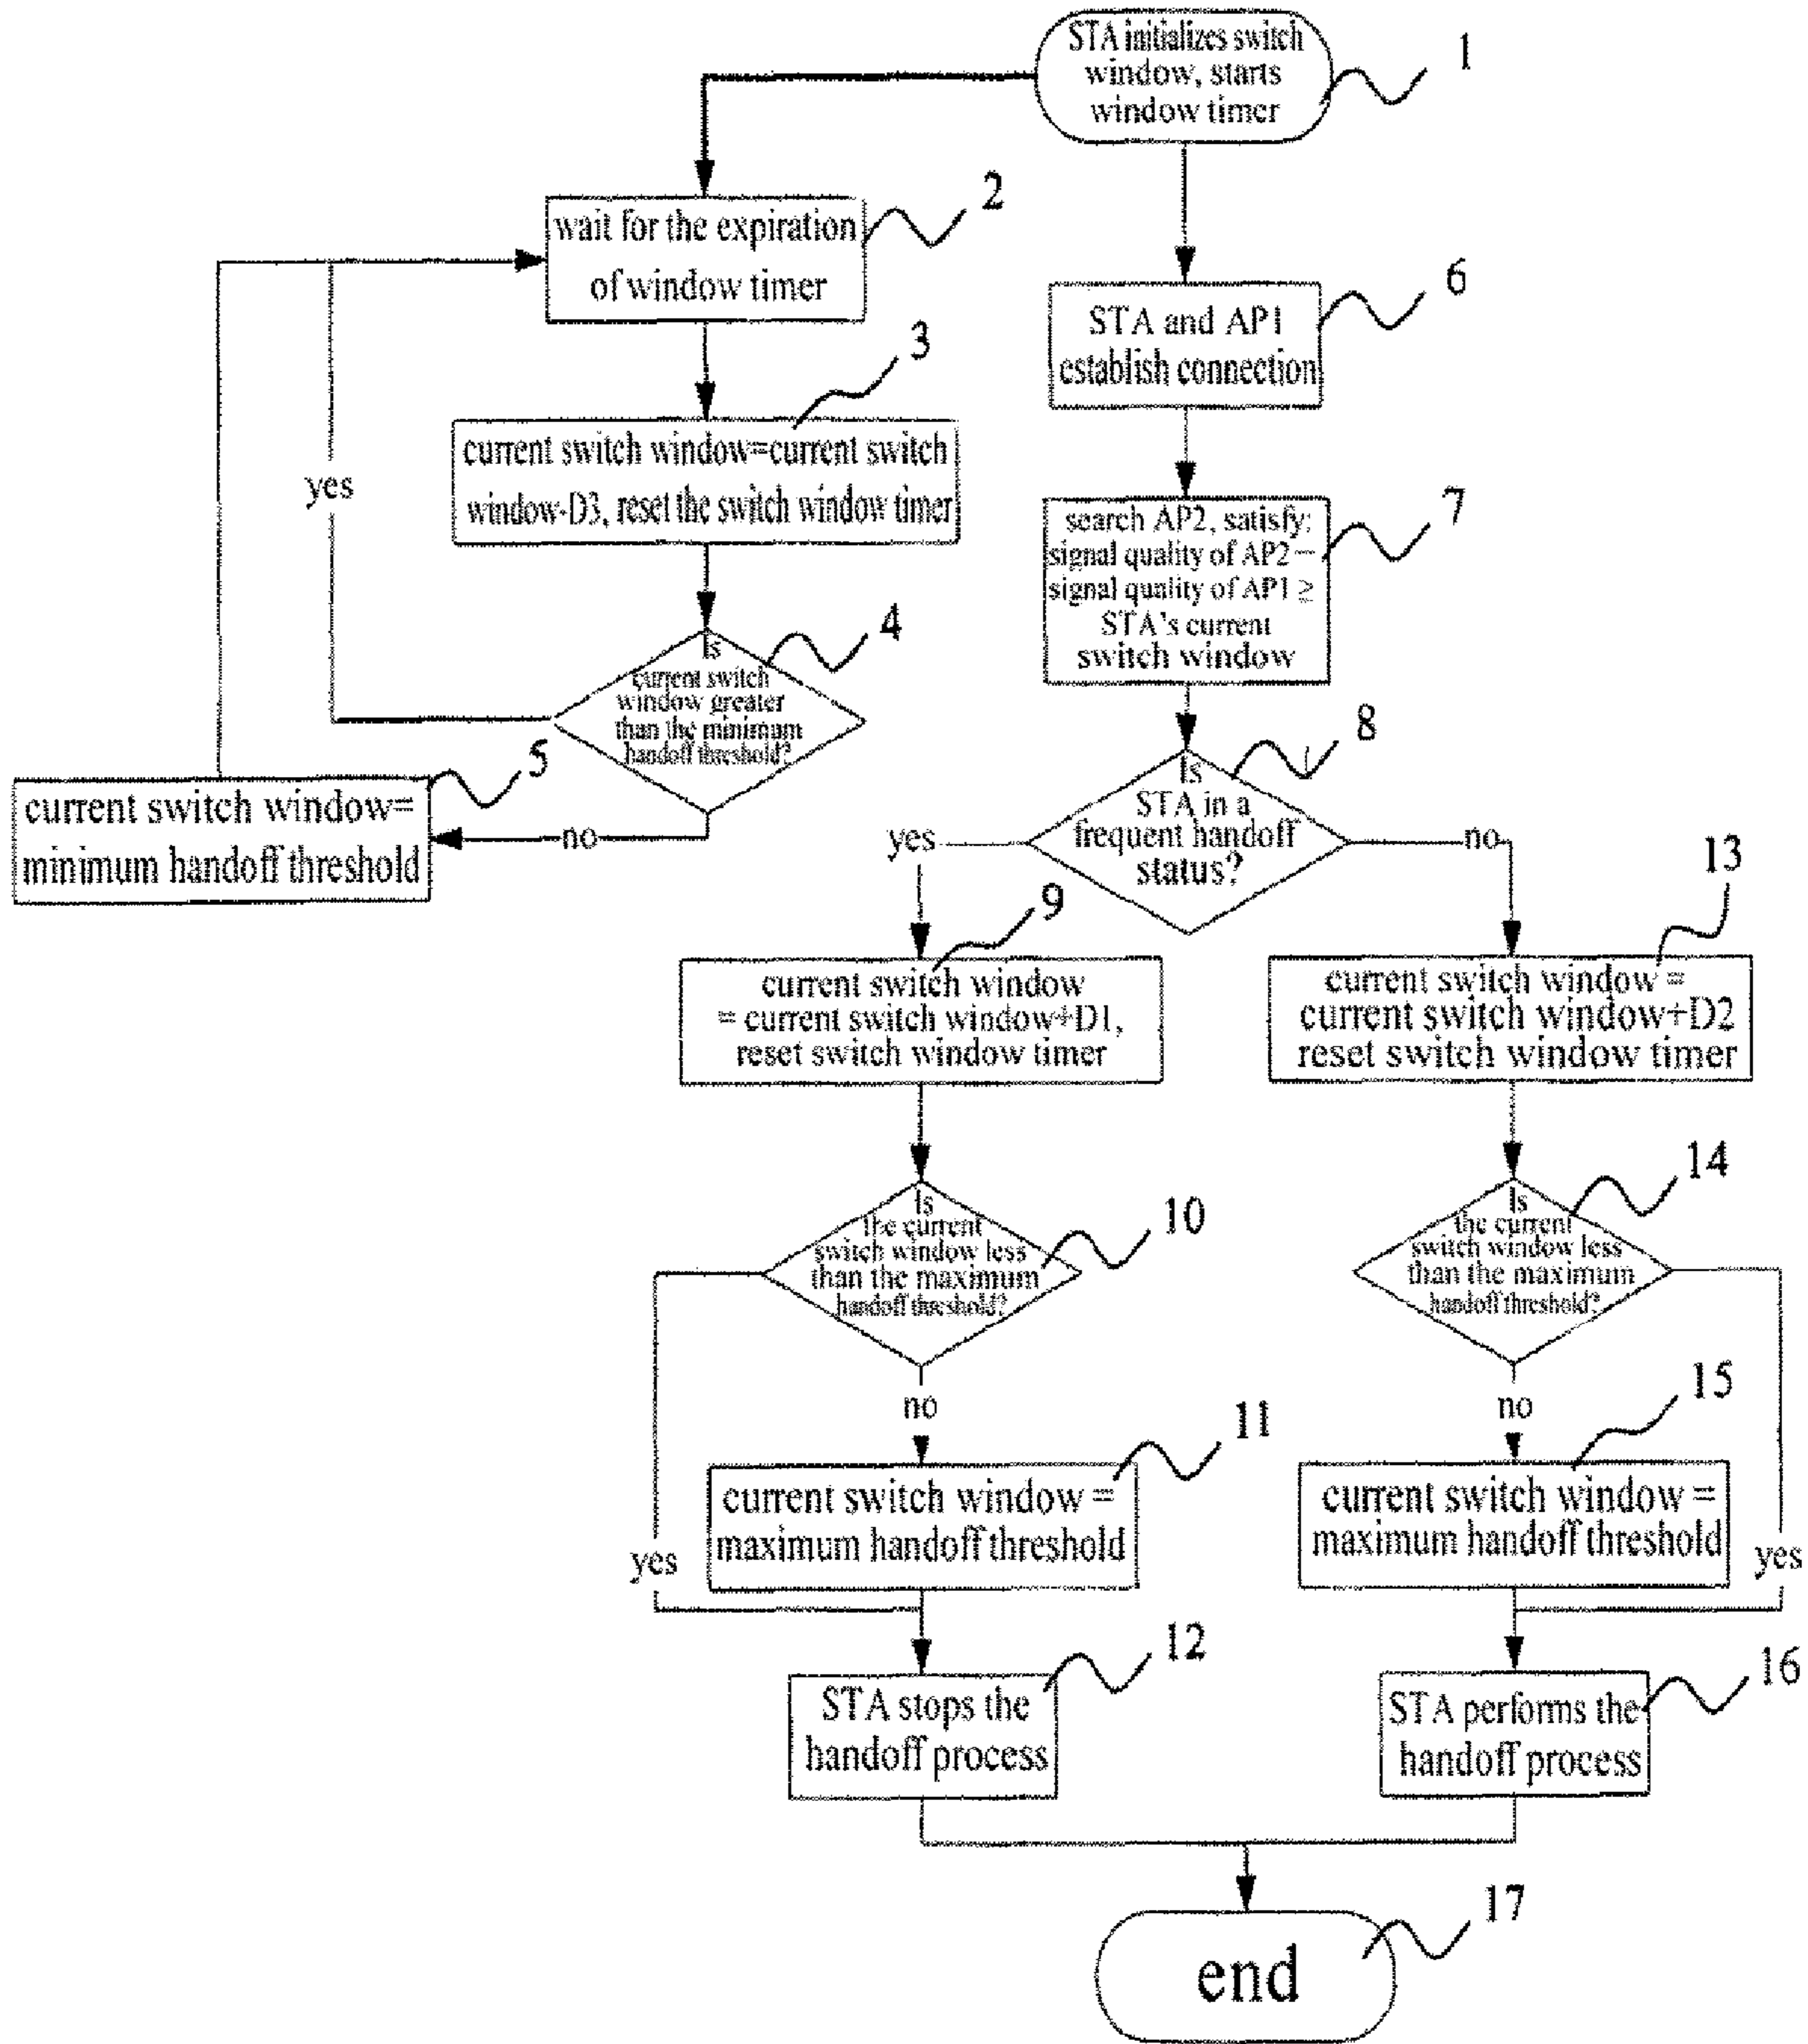 STA initializes switch
window, starts
window timer
1
wait for the expiration
of window timer
2
current switch window=current switch
window-D3, reset the switch window timer
3
Is
current switch
window greater
than the minimum
handoff threshold?
4
yes
no
current switch window=
minimum handoff threshold
5
STA and AP1
establish connection
6
search AP2, satisfy:
signal quality of AP2 −
signal quality of AP1 ≥
STA's current
switch window
7
Is
STA in a
frequent handoff
status?
8
yes
no
current switch window
= current switch window+D1,
reset switch window timer
9
Is
the current
switch window less
than the maximum
handoff threshold?
10
no
yes
current switch window =
maximum handoff threshold
11
STA stops the
handoff process
12
current switch window =
current switch window+D2
reset switch window timer
13
Is
the current
switch window less
than the maximum
handoff threshold?
14
no
yes
current switch window =
maximum handoff threshold
15
STA performs the
handoff process
16
end
17